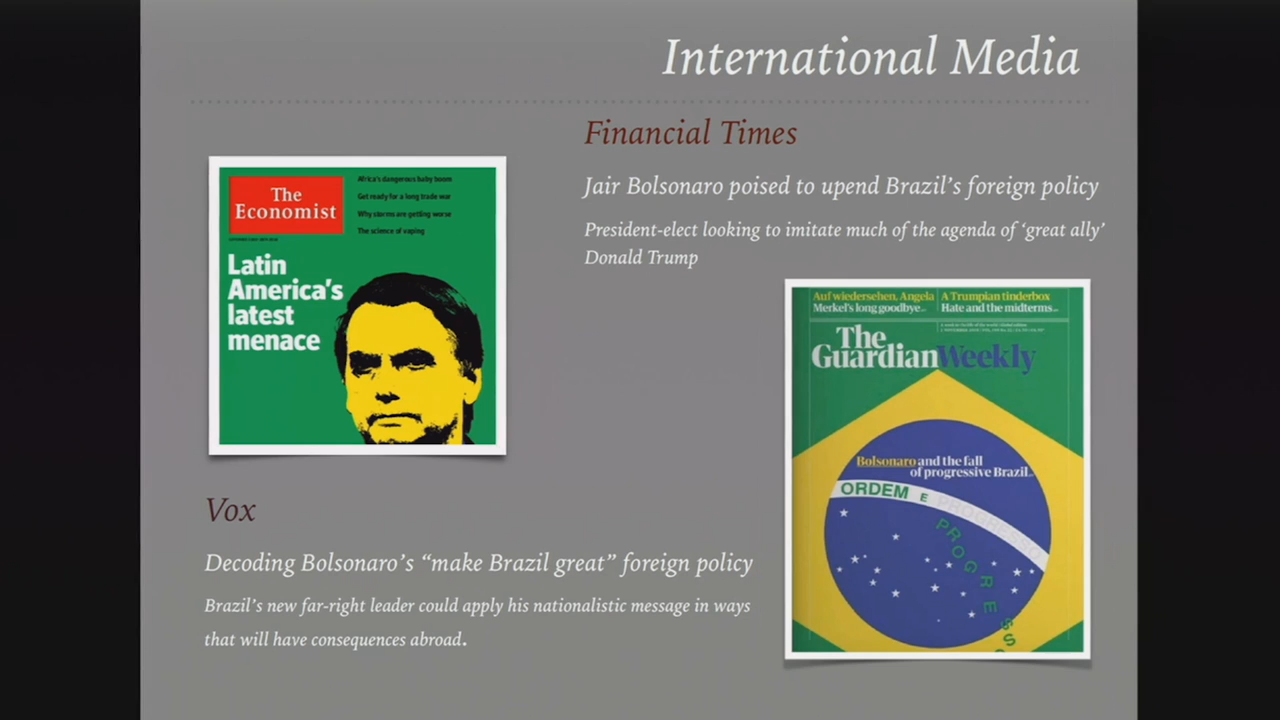 International Media
Financial Times
Jair Bolsonaro poised to upend Brazil's foreign policy
President-elect looking to imitate much of the agenda of 'great ally'
Donald Trump
The
Economist
Africa's dangerous baby boom
Get ready for a long trade war
Why storms are getting worse
The science of vaping
Latin
America's
latest
menace
Auf wiedersehen, Angela
Merkel's long goodbye
A Trumpian tinderbox
Hate and the midterms
The
Guardian Weekly
Bolsonaro and the fall
of progressive Brazil
ORDEM E PROGRESSO
PROGRESSO
Vox
Decoding Bolsonaro's “make Brazil great” foreign policy
Brazil's new far-right leader could apply his nationalistic message in ways
that will have consequences abroad.